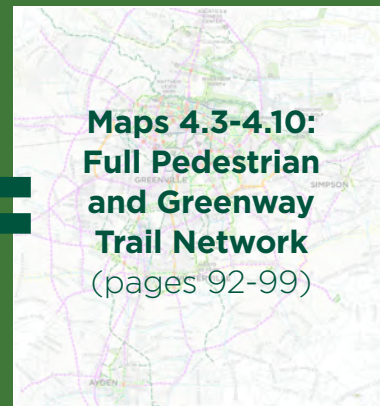 Maps 4.3-4.10:
Full Pedestrian
GREENVILLE
SIMPSON
and Greenway
Trail Network
(pages 92-99)
AYDEN